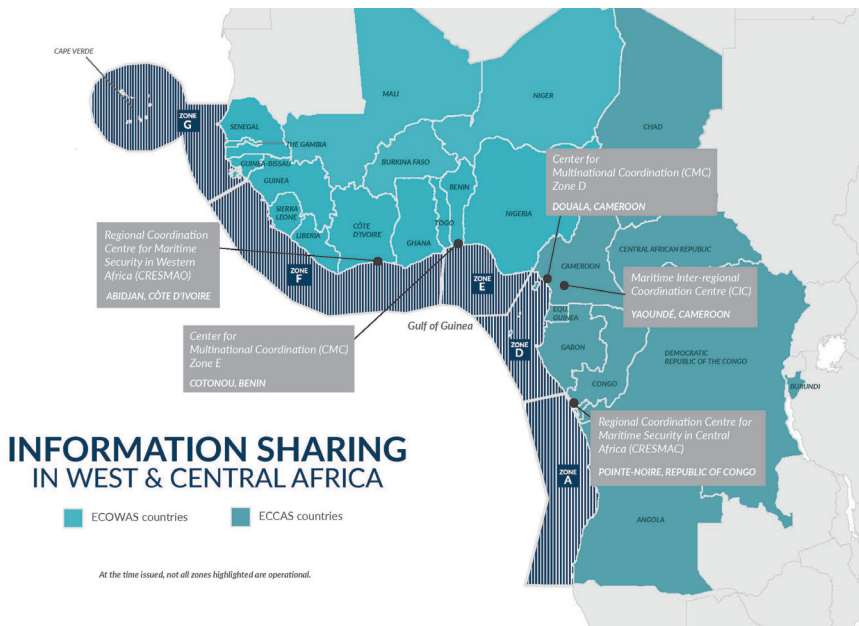 CAPE VERDE
ZONE
G
SENEGAL
THE GAMBIA
GUINEA-BISSAU
GUINEA
SIERRA
LEONE
LIBERIA
MALI
BURKINA FASO
CÔTE
D'IVOIRE
GHANA
TOGO
BENIN
NIGER
NIGERIA
CHAD
Center for
Multinational Coordination (CMC)
Zone D
DOUALA, CAMEROON
CAMEROON
CENTRAL AFRICAN REPUBLIC
Maritime Inter-regional
Coordination Centre (CIC)
YAOUNDÉ, CAMEROON
Regional Coordination
Centre for Maritime
Security in Western
Africa (CRESMAO)
ABIDJAN, CÔTE D'IVOIRE
ZONE
F
ZONE
E
Gulf of Guinea
Center for
Multinational Coordination (CMC)
Zone E
COTONOU, BENIN
EQU.
GUINEA
GABON
ZONE
D
CONGO
DEMOCRATIC
REPUBLIC OF THE CONGO
BURUNDI
Regional Coordination Centre for
Maritime Security in Central
Africa (CRESMAC)
POINTE-NOIRE, REPUBLIC OF CONGO
ZONE
A
ANGOLA
INFORMATION SHARING
IN WEST & CENTRAL AFRICA
ECOWAS countries
ECCAS countries
At the time issued, not all zones highlighted are operational.